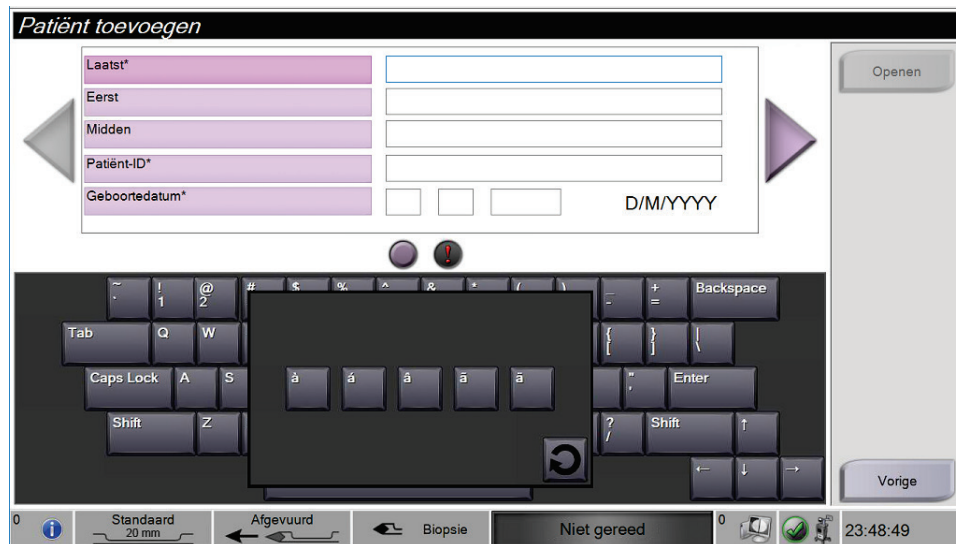 Patiënt toevoegen
Laatst*
Openen
Eerst
Midden
Patiënt-ID*
Geboortedatum*
D/M/YYYY
~ ! @ # $ % ^ & * ( ) _ + Backspace
1 2 - =
Tab Q W { } |
[ ] \
Caps Lock A S à á â ã " Enter
Shift Z ? Shift ↑
/
← ↓ →
Vorige
0 Standaard Afgevuurd Biopsie Niet gereed 0 23:48:49
20 mm